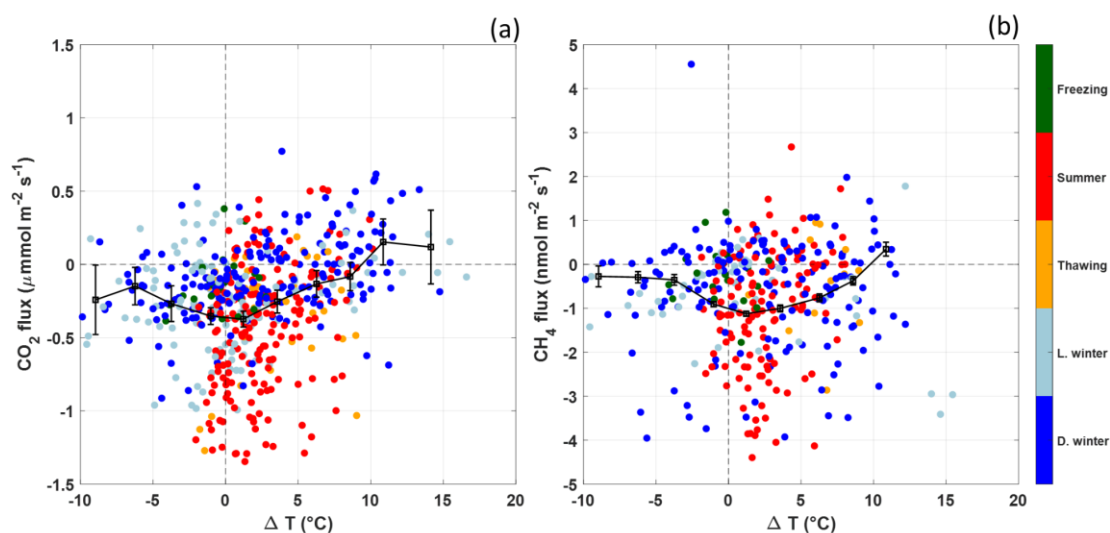 (a)
1.5
1
0.5
0
-0.5
-1
-1.5
CO2 flux (μmmol m-2 s-1)
-10 -5 0 5 10 15 20
Δ T (°C)
(b)
5
4
3
2
1
0
-1
-2
-3
-4
-5
CH4 flux (nmol m-2 s-1)
-10 -5 0 5 10 15 20
Δ T (°C)
Freezing
Summer
Thawing
L. winter
D. winter